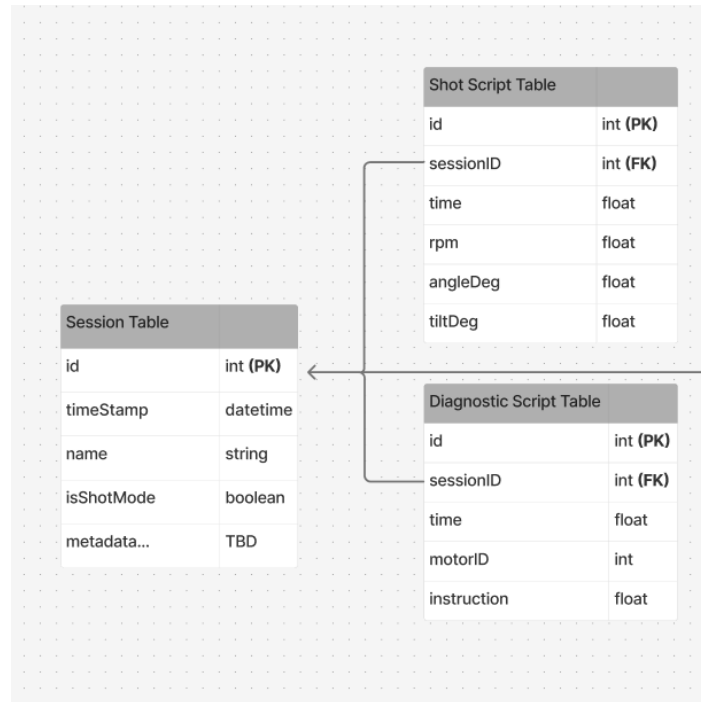 Shot Script Table
id int (PK)
sessionID int (FK)
time float
rpm float
angleDeg float
tiltDeg float
Session Table
id int (PK)
timeStamp datetime
name string
isShotMode boolean
metadata... TBD
Diagnostic Script Table
id int (PK)
sessionID int (FK)
time float
motorID int
instruction float